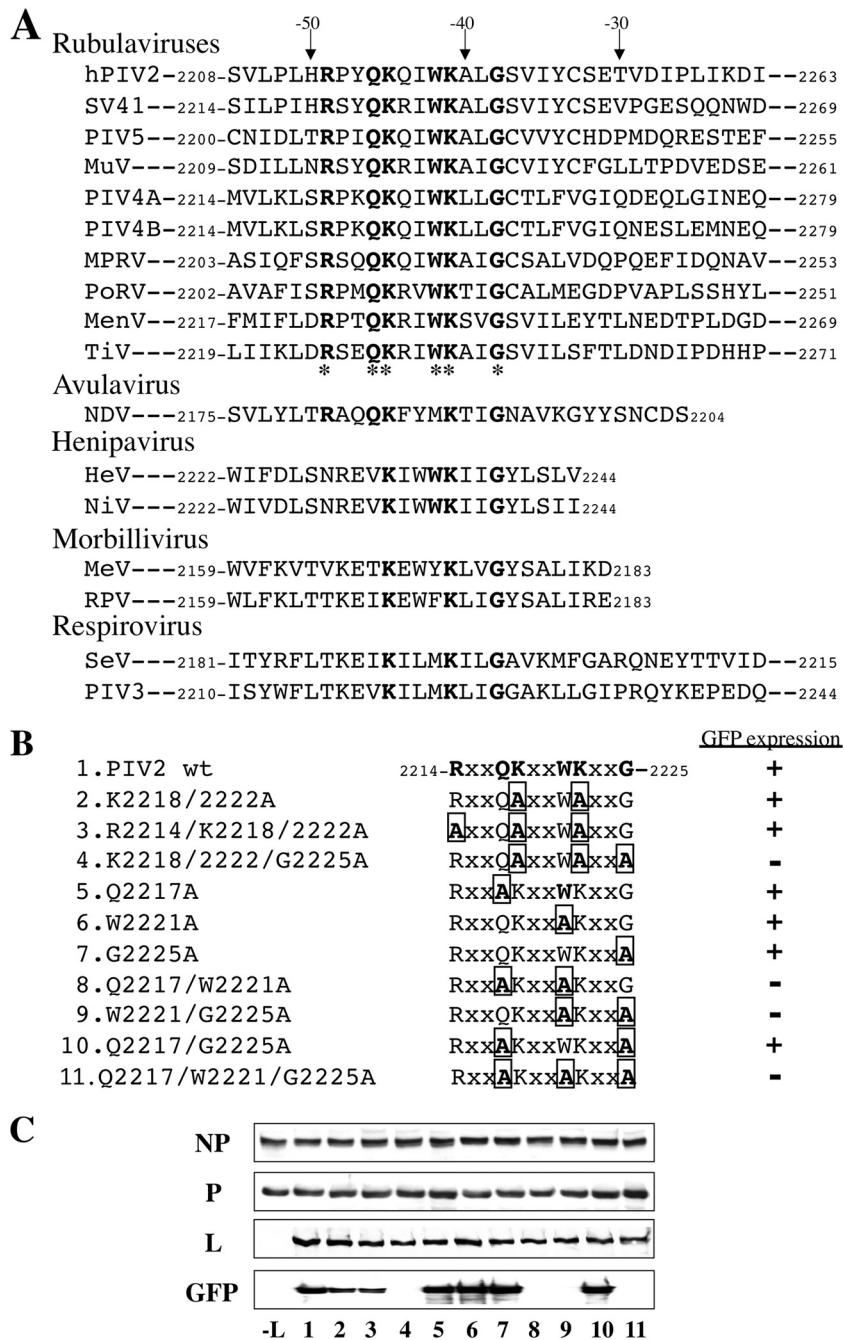 A
-50 -40 -30
Rubulaviruses
hPIV2--2208-SVLPLHRPYQKQIWKALGSVIYCSETVDIPLIKDI--2263
SV41---2214-SILPIHRSYQKRIWKALGSVIYCSEVPGESQQNWD--2269
PIV5---2200-CNIDLTRPIQKQIWKALGCVVYCHDPMDQRESTEF--2255
MuV----2209-SDILLNRSYQKRIWKAIGCVIYCFGLLTPDVEDSE--2261
PIV4A--2214-MVLKLSRPKQKQIWKLLGCTLFVGIQDEQLGINEQ--2279
PIV4B--2214-MVLKLSRPKQKQIWKLLGCTLFVGIQNESLEMNEQ--2279
MPRV---2203-ASIQFSRSQQKQIWKAIGCSALVDQPQEFIDQNAV--2253
PoRV---2202-AVAFISRPMQKRVWKTIGCALMEGDPVAPLSSHYL--2251
MenV---2217-FMIFLDRPTQKRIWKSVGSVILEYTLNEDTPLDGD--2269
TiV----2219-LIIKLDRSEQKRIWKAIGSVILSFTLDNDIPDHHP--2271
* ** ** *
Avulavirus
NDV----2175-SVLYLTRAQQKFYMKTIGNAVKGYYSNCDS2204
Henipavirus
HeV----2222-WIFDLSNREVKIWWKIIGYLSLV2244
NiV----2222-WIVDLSNREVKIWWKIIGYLSII2244
Morbillivirus
MeV----2159-WVFKVTVKETKEWYKLVGYSALIKD2183
RPV----2159-WLFKLTTKEIKEWFKLIGYSALIRE2183
Respirovirus
SeV----2181-ITYRFLTKEIKILMKILGAVKMFGARQNEYTTVID--2215
PIV3---2210-ISYWFLTKEVKILMKLIGGAKLLGIPRQYKEPEDQ--2244
B
GFP expression
1.PIV2 wt 2214-RxxQKxxWKxxG-2225 +
2.K2218/2222A RxxQAxxWAxxG +
3.R2214/K2218/2222A AxxQAxxWAxxG +
4.K2218/2222/G2225A RxxQAxxWAxxA -
5.Q2217A RxxAKxxWKxxG +
6.W2221A RxxQKxxAKxxG +
7.G2225A RxxQKxxWKxxA +
8.Q2217/W2221A RxxAKxxAKxxG -
9.W2221/G2225A RxxQKxxAKxxA -
10.Q2217/G2225A RxxAKxxWKxxA +
11.Q2217/W2221/G2225A RxxAKxxAKxxA -
C
NP
P
L
GFP
-L 1 2 3 4 5 6 7 8 9 10 11